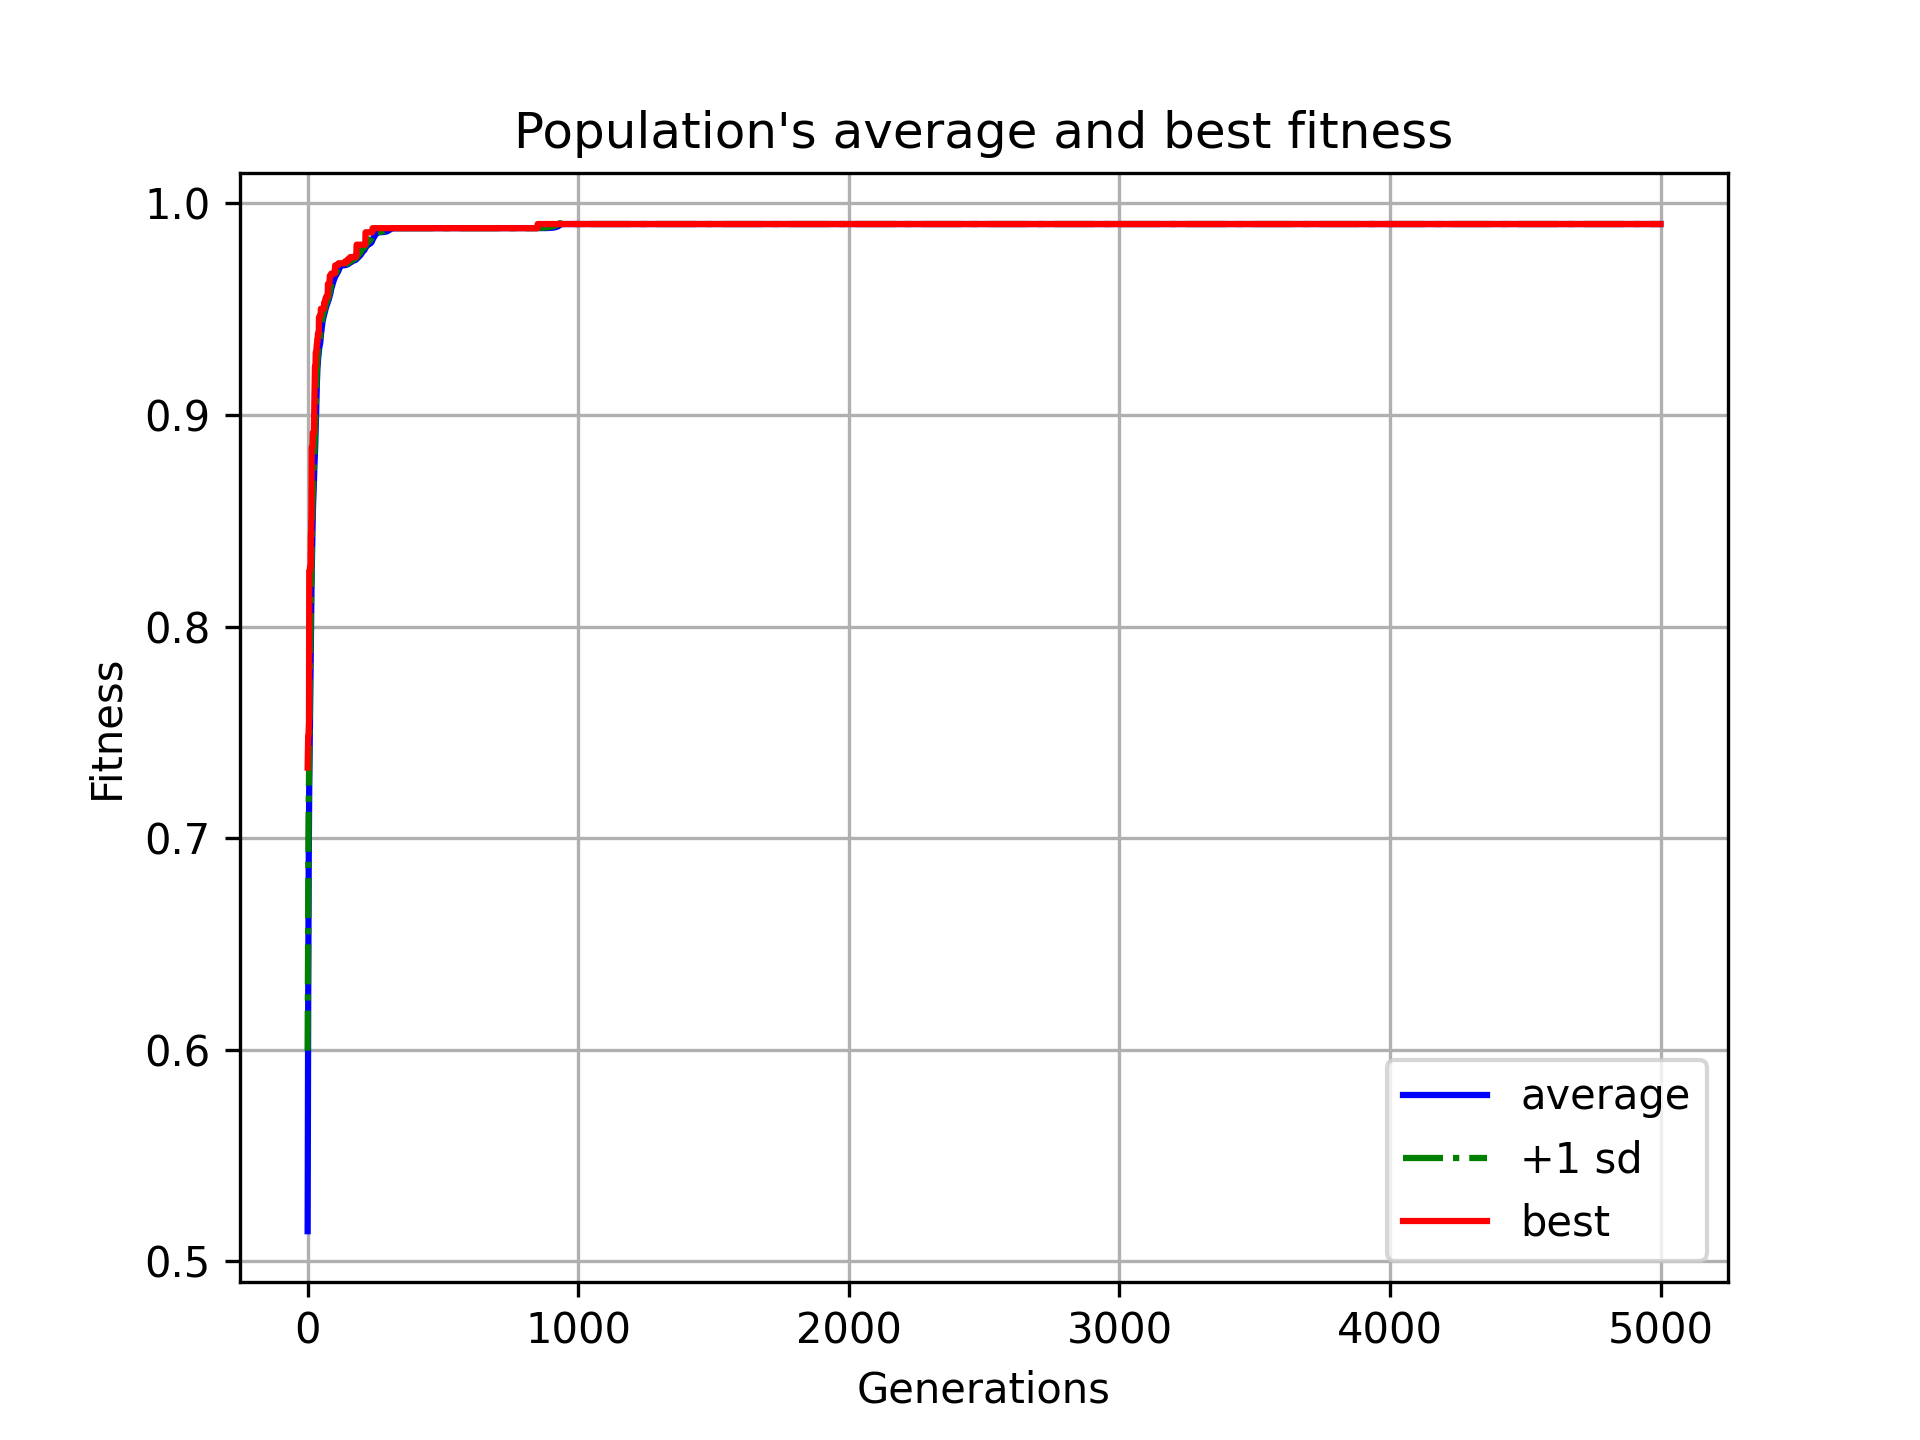 Population's average and best fitness
1.0
0.9
0.8
0.7
0.6
0.5
Fitness
0 1000 2000 3000 4000 5000
Generations
average
+1 sd
best